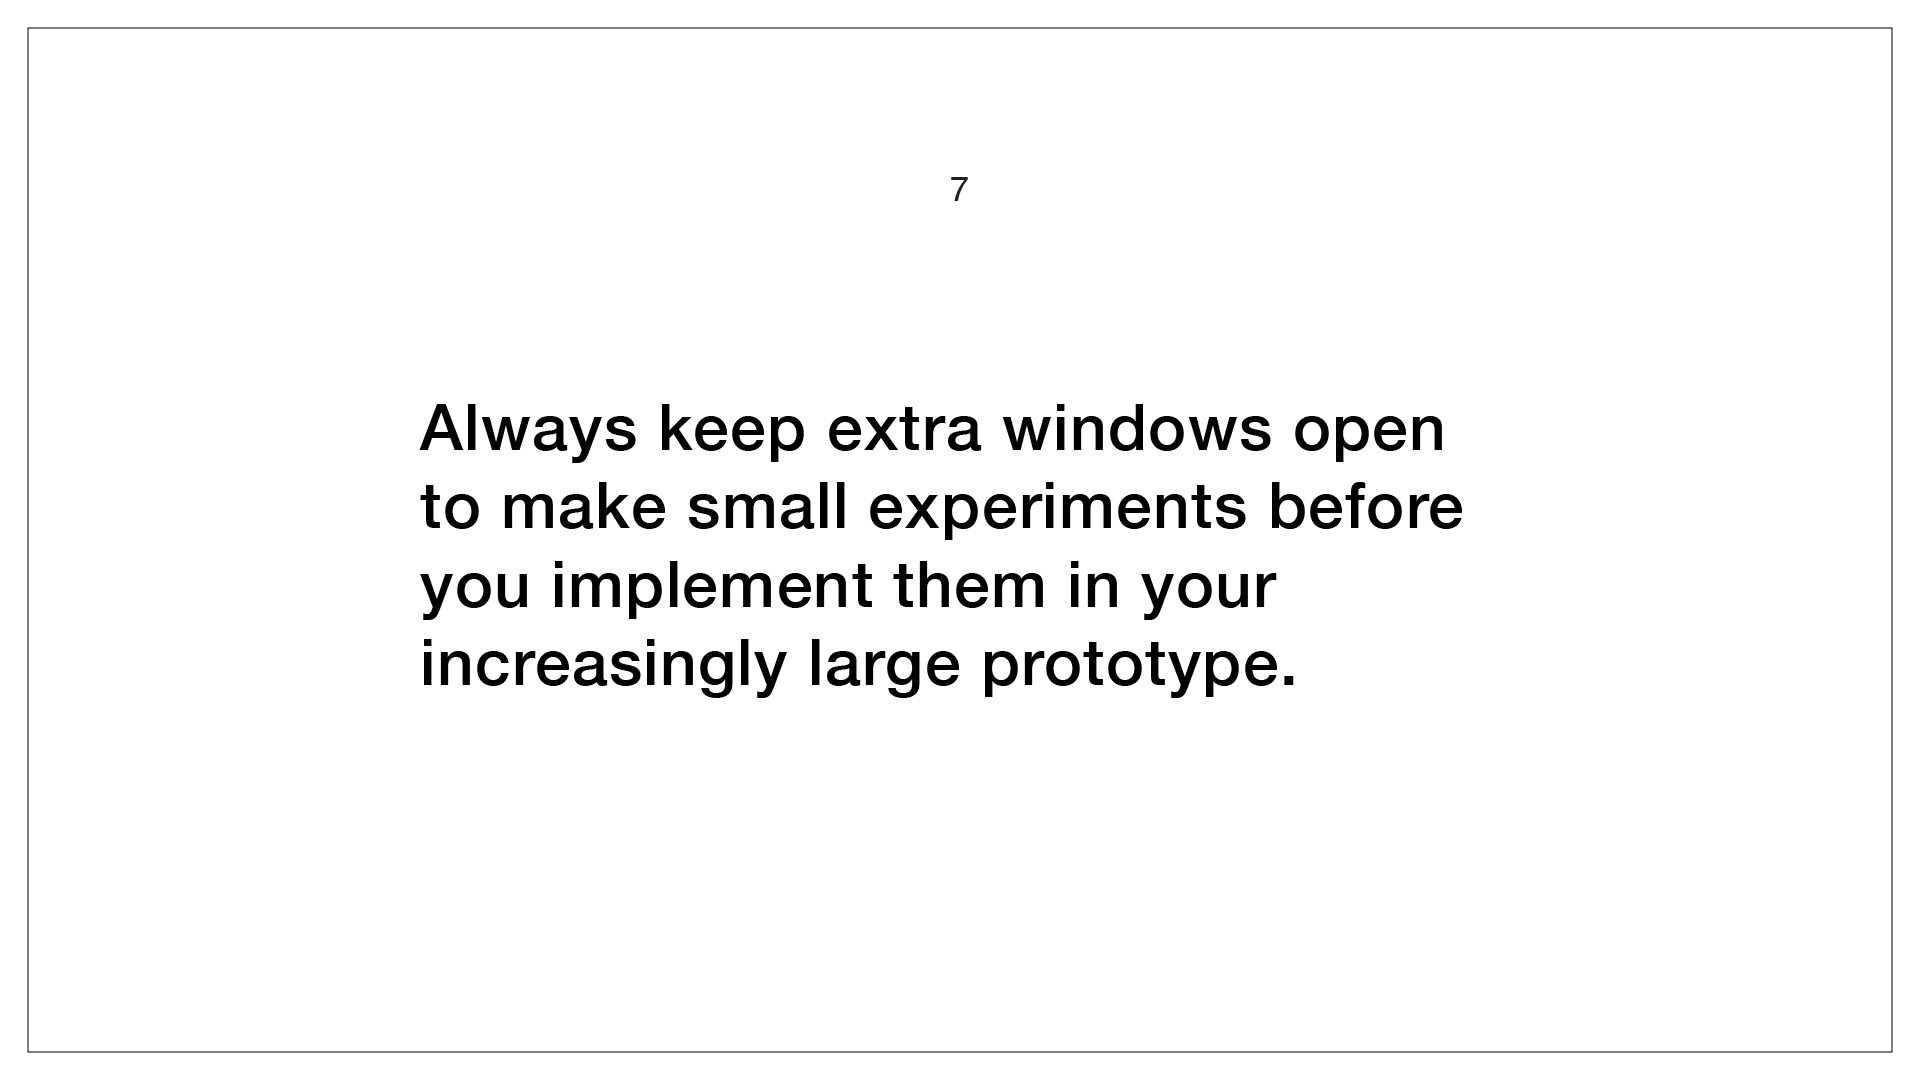 7
Always keep extra windows open
to make small experiments before
you implement them in your
increasingly large prototype.